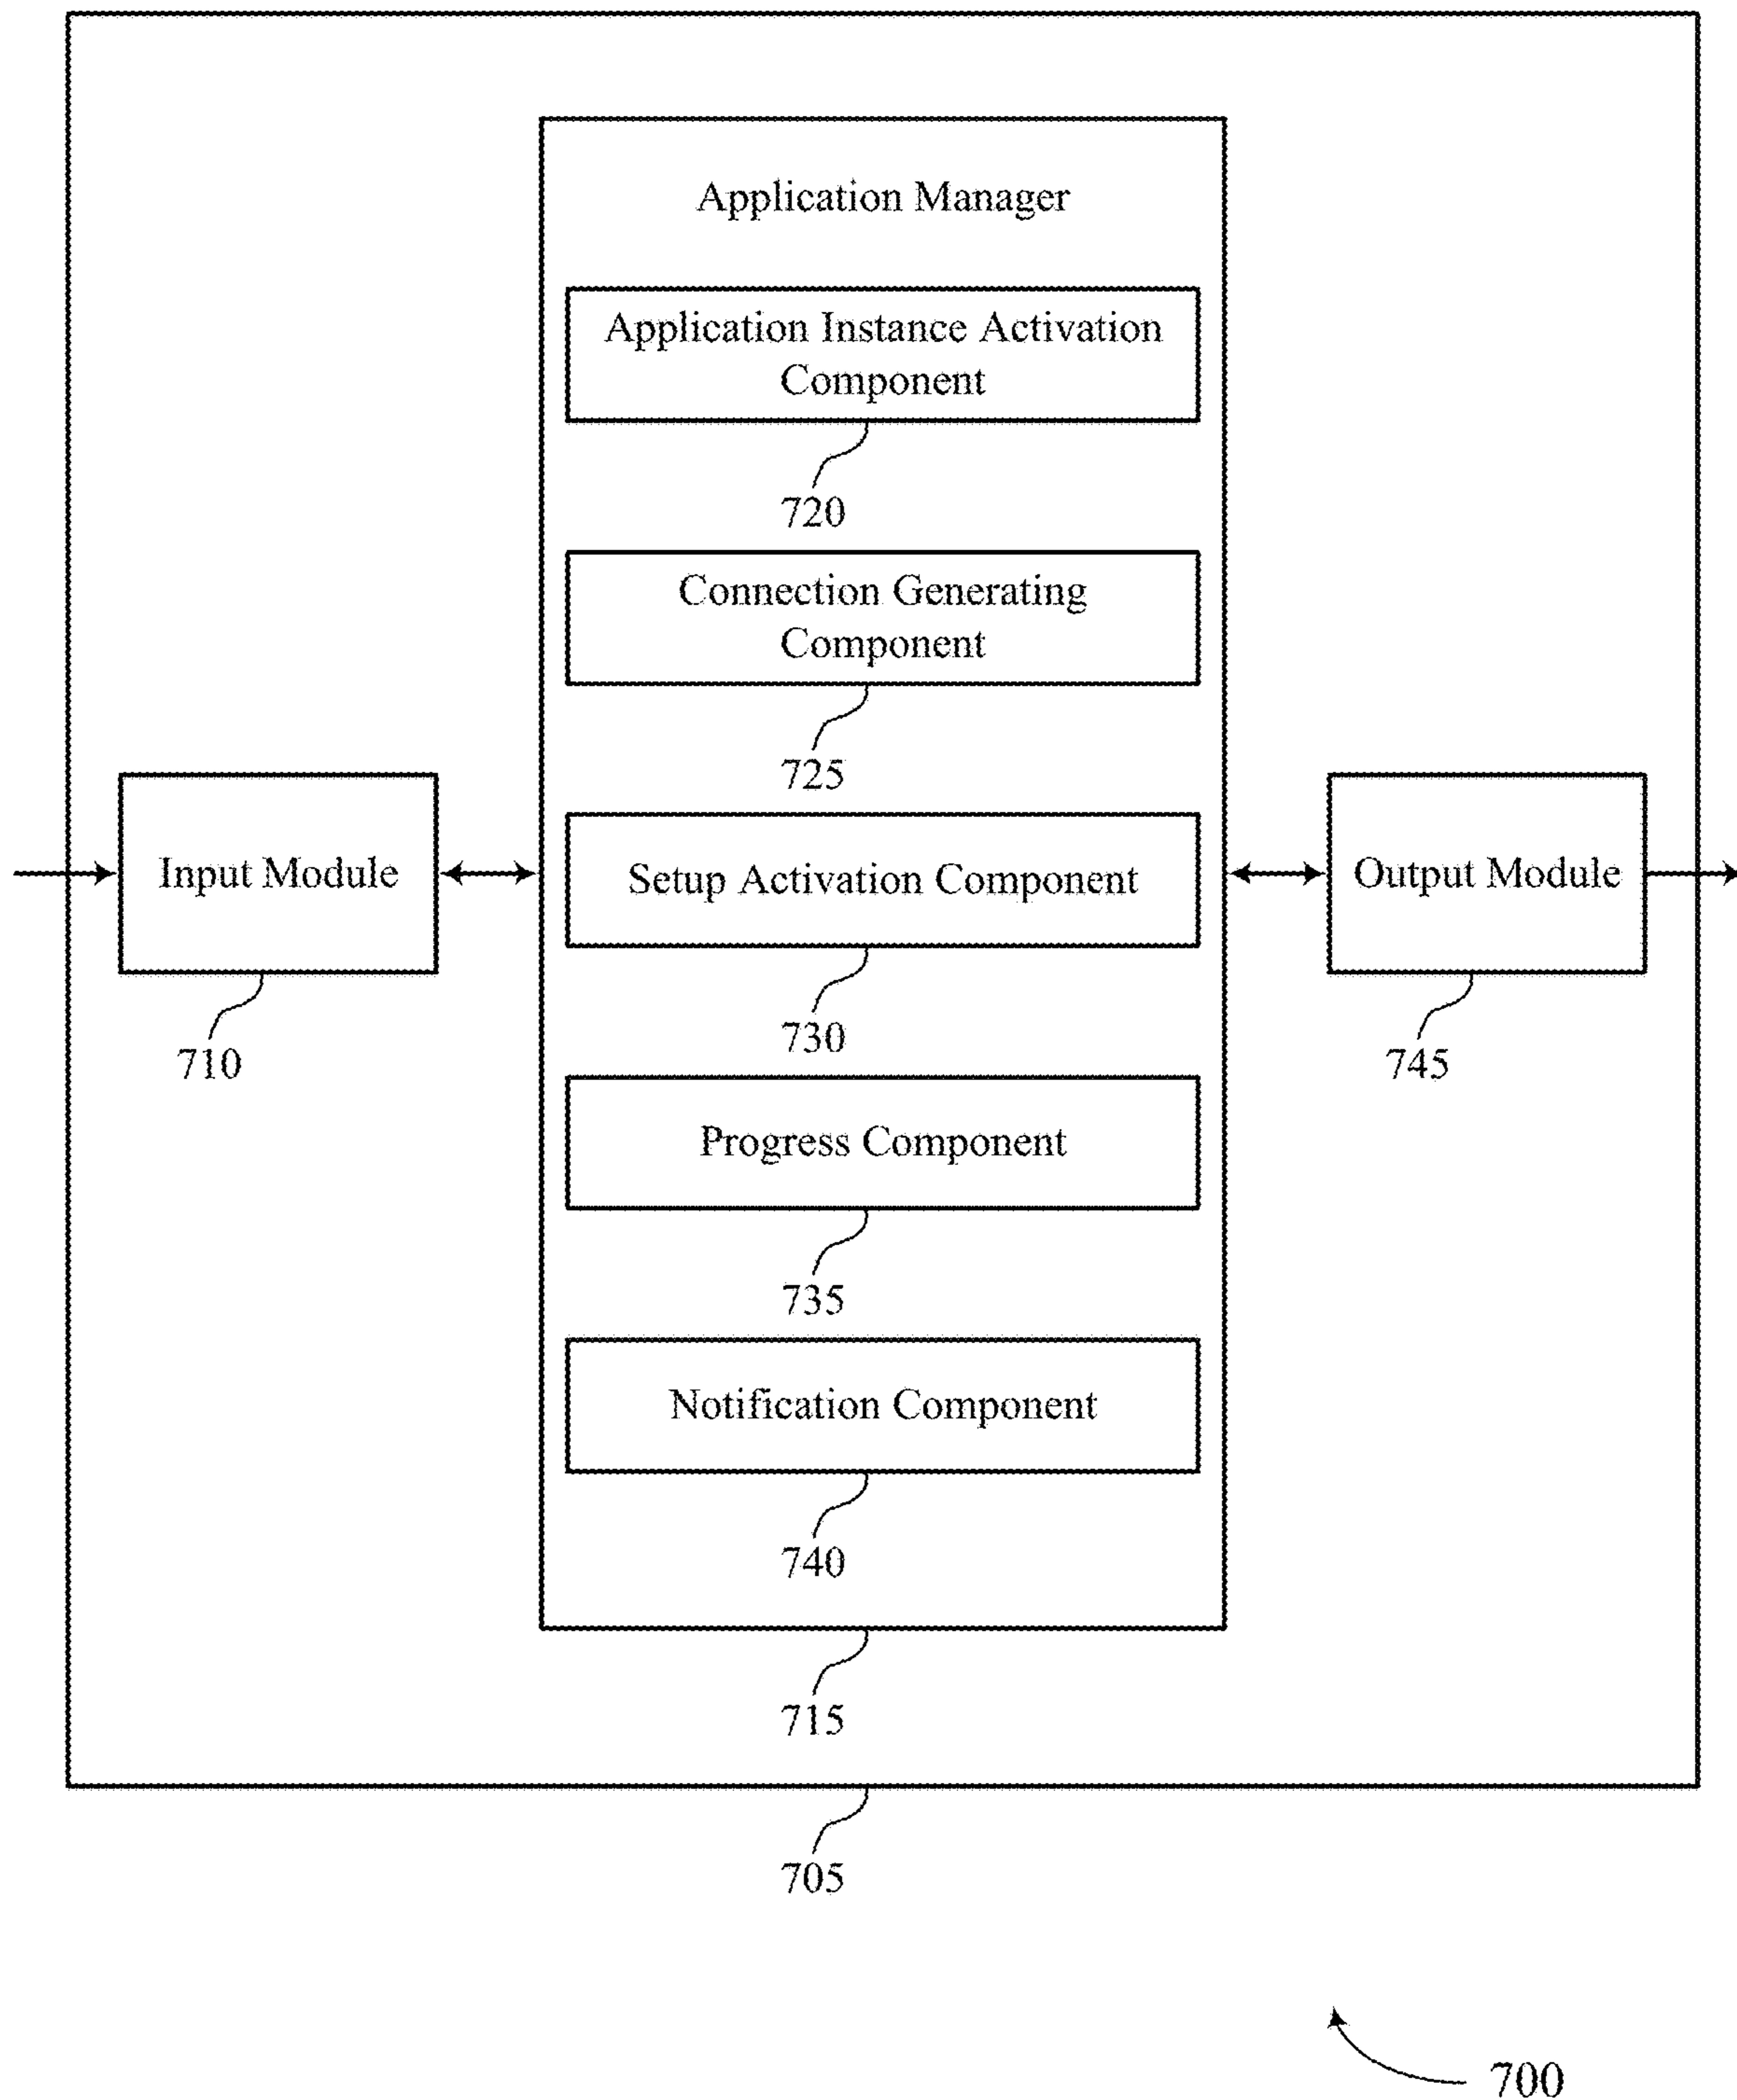 Application Manager
Application Instance Activation
Component
720
Connection Generating
Component
725
Input Module
710
Setup Activation Component
730
Output Module
745
Progress Component
735
Notification Component
740
715
705
700